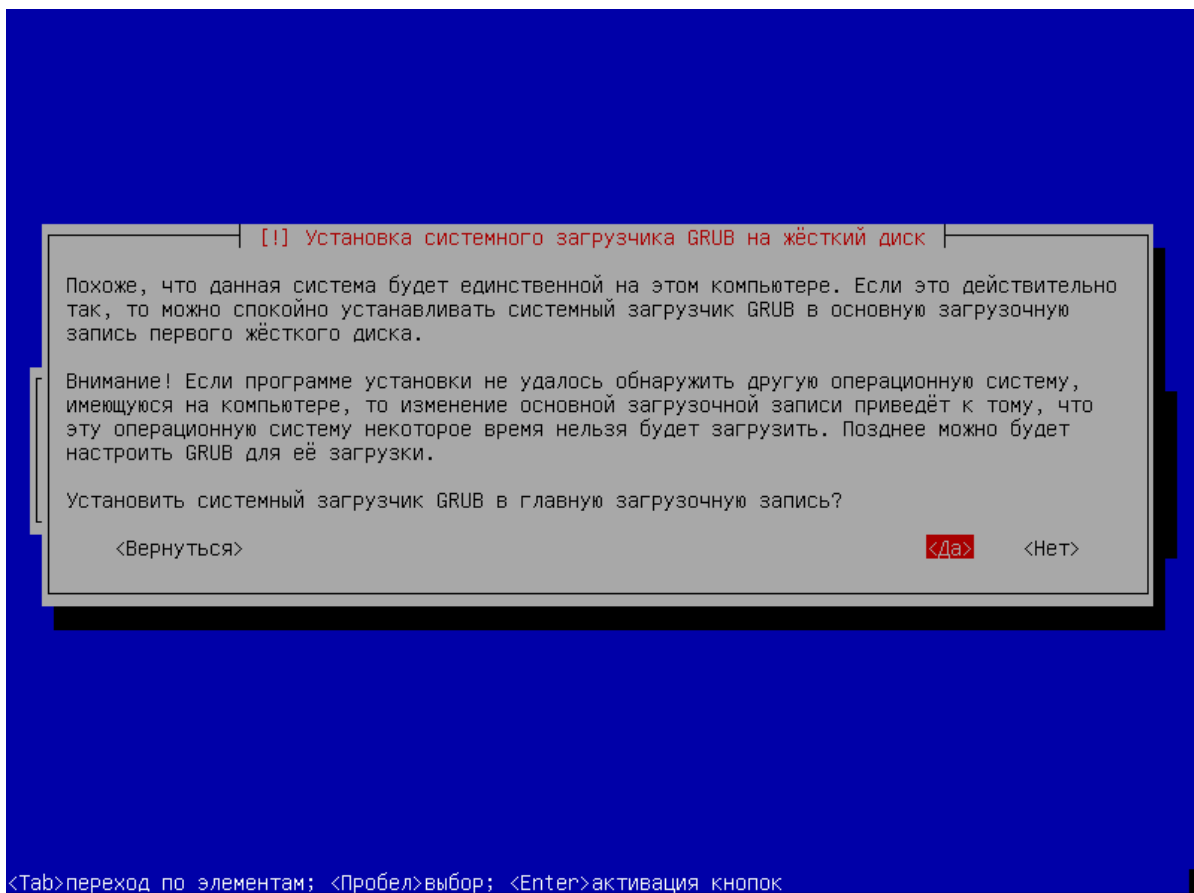 [!] Установка системного загрузчика GRUB на жёсткий диск
Похоже, что данная система будет единственной на этом компьютере. Если это действительно
так, то можно спокойно устанавливать системный загрузчик GRUB в основную загрузочную
запись первого жёсткого диска.
Внимание! Если программе установки не удалось обнаружить другую операционную систему,
имеющуюся на компьютере, то изменение основной загрузочной записи приведёт к тому, что
эту операционную систему некоторое время нельзя будет загрузить. Позднее можно будет
настроить GRUB для её загрузки.
Установить системный загрузчик GRUB в главную загрузочную запись?
<Вернуться> <Да> <Нет>
<Tab>переход по элементам; <Пробел>выбор; <Enter>активация кнопок